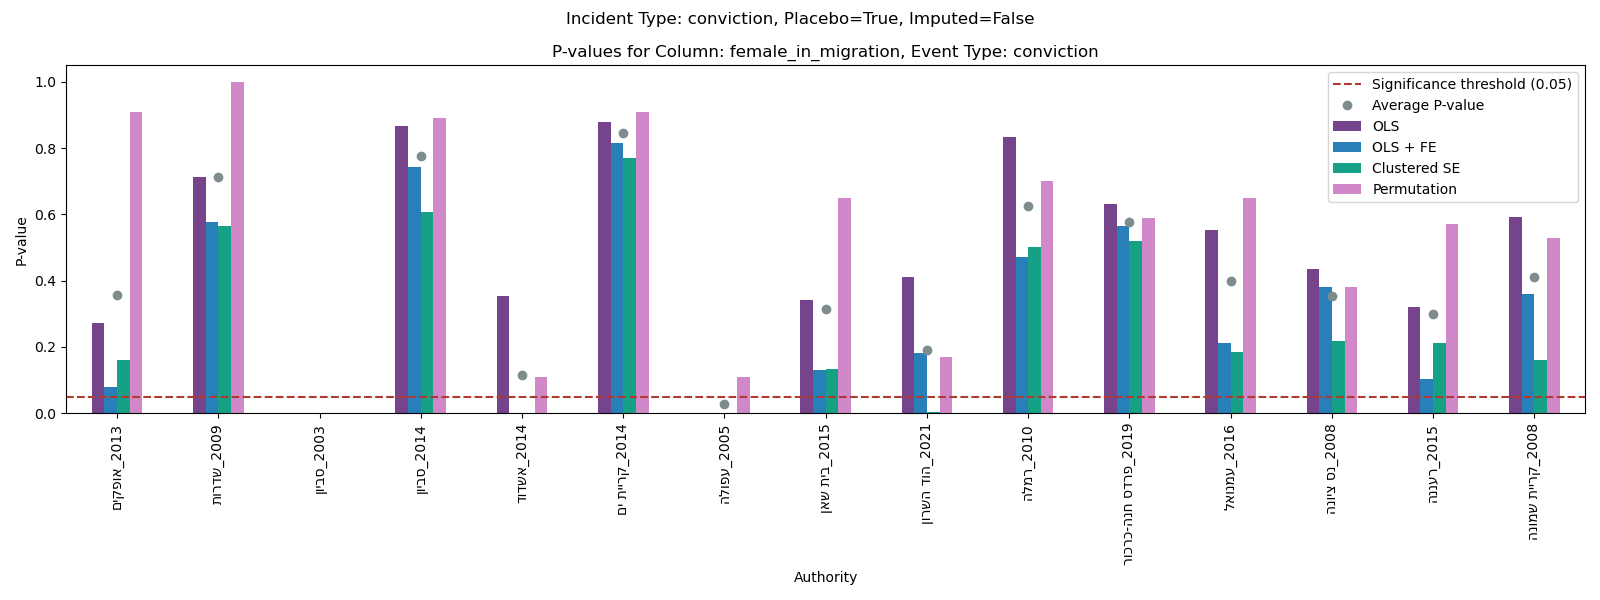 Incident Type: conviction, Placebo=True, Imputed=False
P-values for Column: female_in_migration, Event Type: conviction
P-value
1.0
0.8
0.6
0.4
0.2
0.0
Significance threshold (0.05)
Average P-value
OLS
OLS + FE
Clustered SE
Permutation
אופקים_2013
שדרות_2009
סביון_2003
סביון_2014
אשדוד_2014
קריית ים_2014
עפולה_2005
בית שאן_2015
הוד השרון_2021
רמלה_2010
פרדס חנה-כרכור_2019
עמנואל_2016
נס ציונה_2008
רעננה_2015
קריית שמונה_2008
Authority